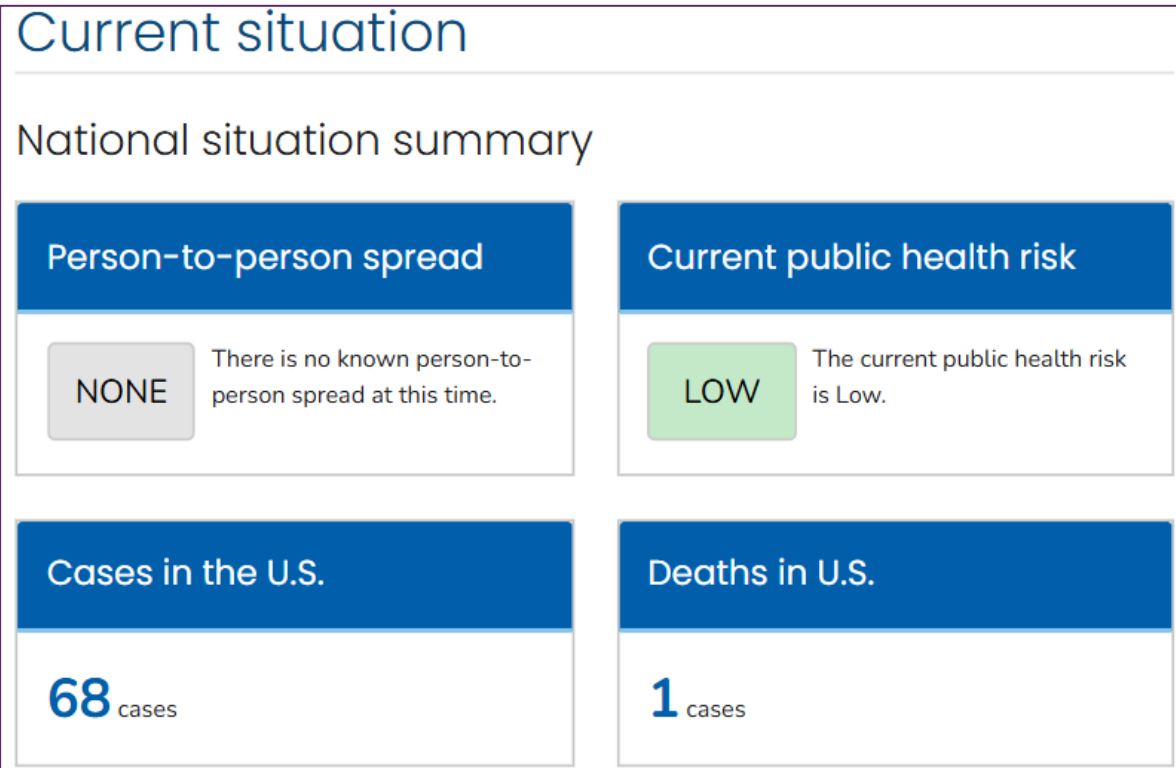 Current situation
National situation summary
Person-to-person spread
NONE
There is no known person-to-
person spread at this time.
Current public health risk
LOW
The current public health risk
is Low.
Cases in the U.S.
68 cases
Deaths in U.S.
1 cases